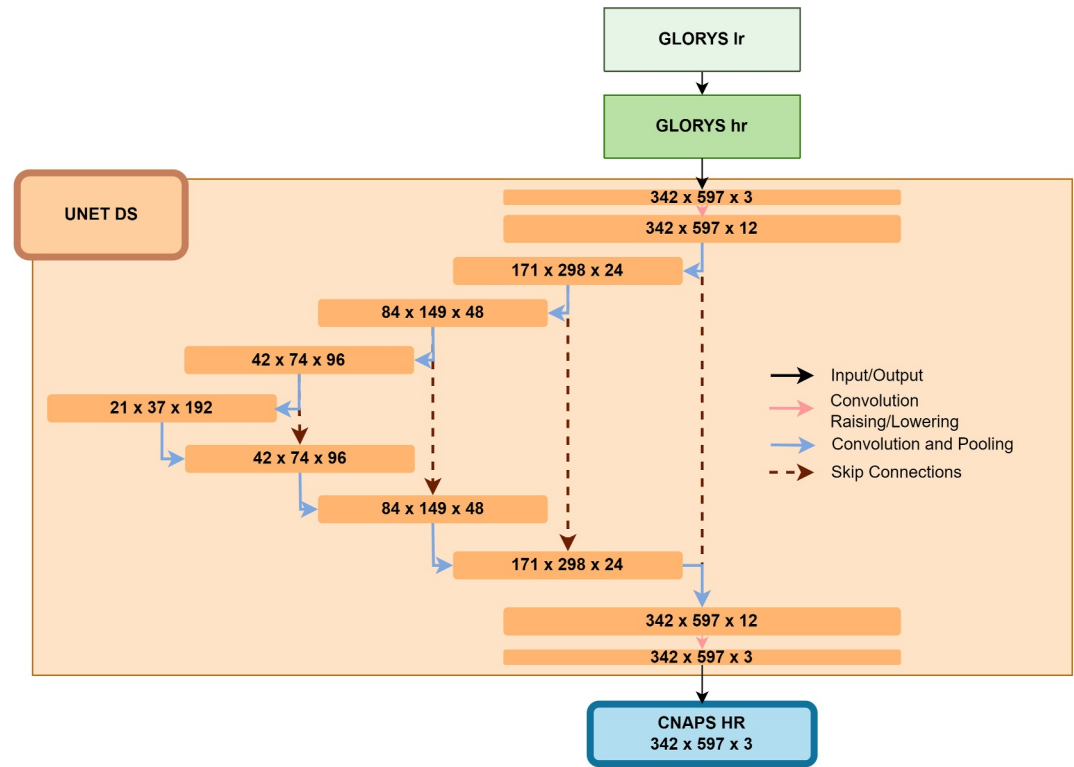 GLORYS lr
GLORYS hr
UNET DS
342 x 597 x 3
342 x 597 x 12
171 x 298 x 24
84 x 149 x 48
42 x 74 x 96
21 x 37 x 192
42 x 74 x 96
84 x 149 x 48
171 x 298 x 24
342 x 597 x 12
342 x 597 x 3
Input/Output
Convolution
Raising/Lowering
Convolution and Pooling
Skip Connections
CNAPS HR
342 x 597 x 3